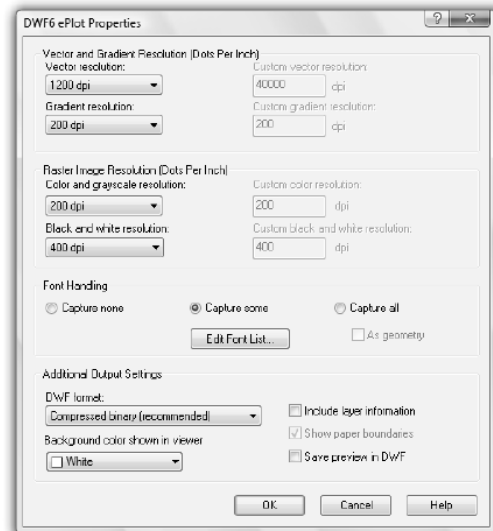 DWF6 ePlot Properties
Vector and Gradient Resolution (Dots Per Inch)
Vector resolution:
Custom vector resolution:
1200 dpi
40000
dpi
Gradient resolution:
Custom gradient resolution:
200 dpi
200
dpi
Raster Image Resolution (Dots Per Inch)
Color and grayscale resolution:
Custom color resolution:
200 dpi
200
dpi
Black and white resolution:
Custom black and white resolution:
400 dpi
400
dpi
Font Handling
Capture none
Capture some
Capture all
Edit Font List...
As geometry
Additional Output Settings
DWF format:
Compressed binary (recommended)
Include layer information
Background color shown in viewer
Show paper boundaries
White
Save preview in DWF
OK
Cancel
Help